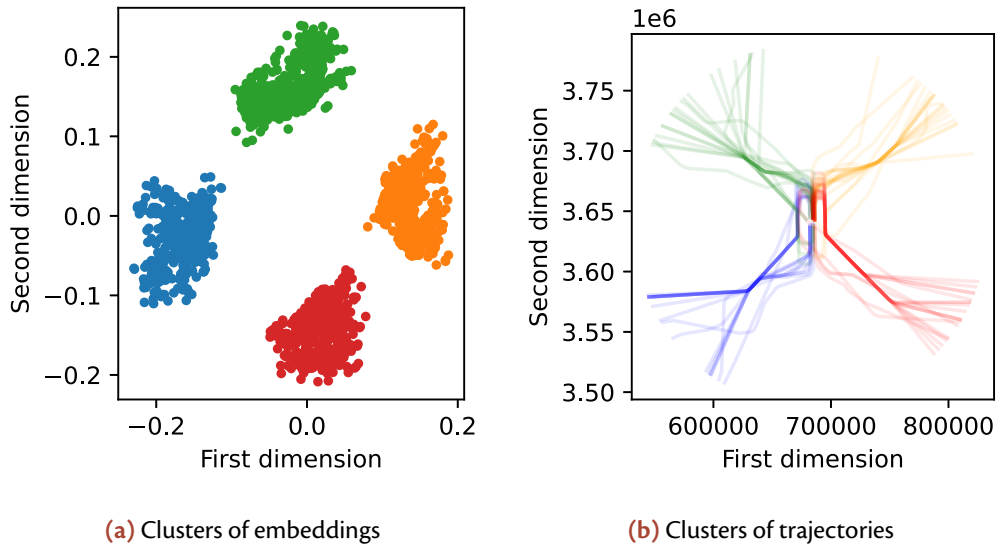 0.2
0.1
0.0
−0.1
−0.2
Second dimension
−0.2
0.0
0.2
First dimension
(a) Clusters of embeddings
1e6
3.75
3.70
3.65
3.60
3.55
3.50
Second dimension
600000
700000
800000
First dimension
(b) Clusters of trajectories